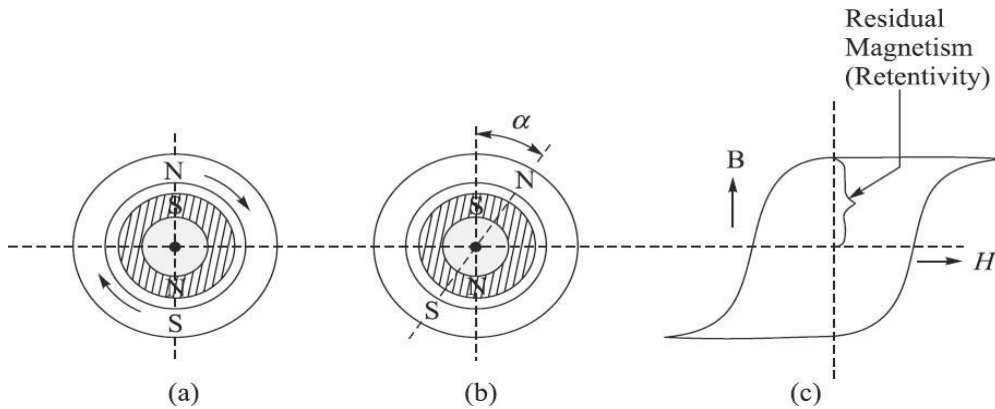 Residual
Magnetism
(Retentivity)
α
N
S
N
S
N
S
N
S
B
H
(a)
(b)
(c)